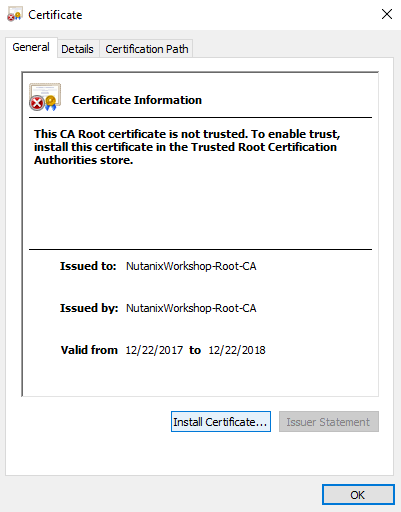 Certificate
General Details Certification Path
Certificate Information
This CA Root certificate is not trusted. To enable trust,
install this certificate in the Trusted Root Certification
Authorities store.
Issued to: NutanixWorkshop-Root-CA
Issued by: NutanixWorkshop-Root-CA
Valid from 12/22/2017 to 12/22/2018
Install Certificate... Issuer Statement
OK